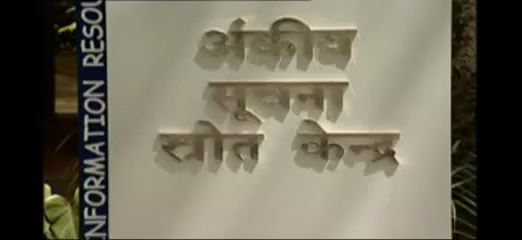 अंकीय
सूचना
स्त्रोत केन्द्र
INFORMATION RESOU